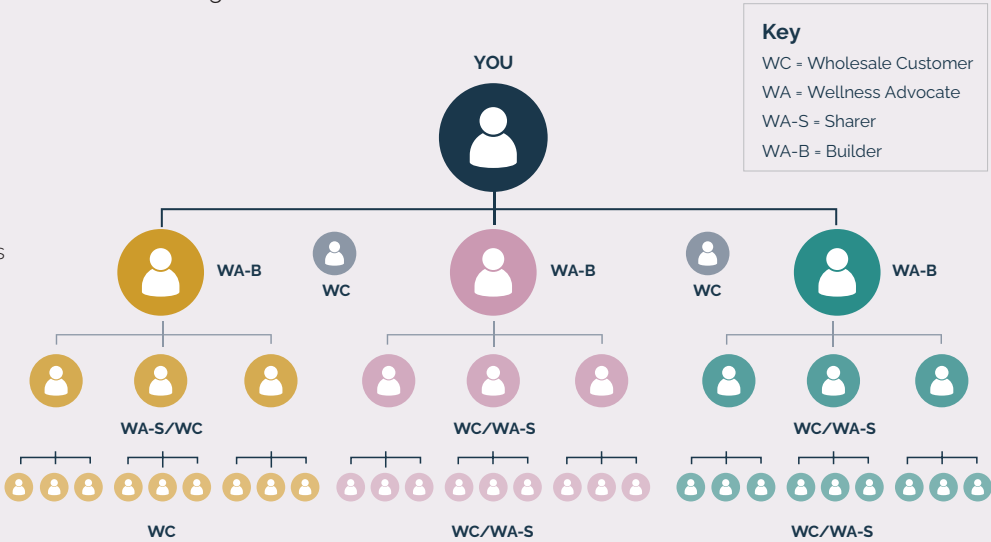 Key
WC = Wholesale Customer
WA = Wellness Advocate
WA-S = Sharer
WA-B = Builder
YOU
WA-B
WC
WA-B
WC
WA-B
WA-S/WC
WC/WA-S
WC/WA-S
WC
WC/WA-S
WC/WA-S